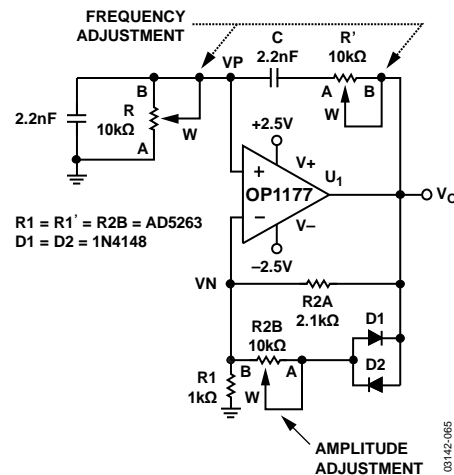 FREQUENCY
ADJUSTMENT
C
2.2nF
R'
10kΩ
VP
B
A
B
2.2nF
R
10kΩ
W
A
W
+2.5V
V+
U1
+
OP1177
−
VO
V−
−2.5V
R1 = R1' = R2B = AD5263
D1 = D2 = 1N4148
VN
R2A
2.1kΩ
D1
R2B
10kΩ
D2
B
A
R1
1kΩ
W
AMPLITUDE
ADJUSTMENT
03142-065